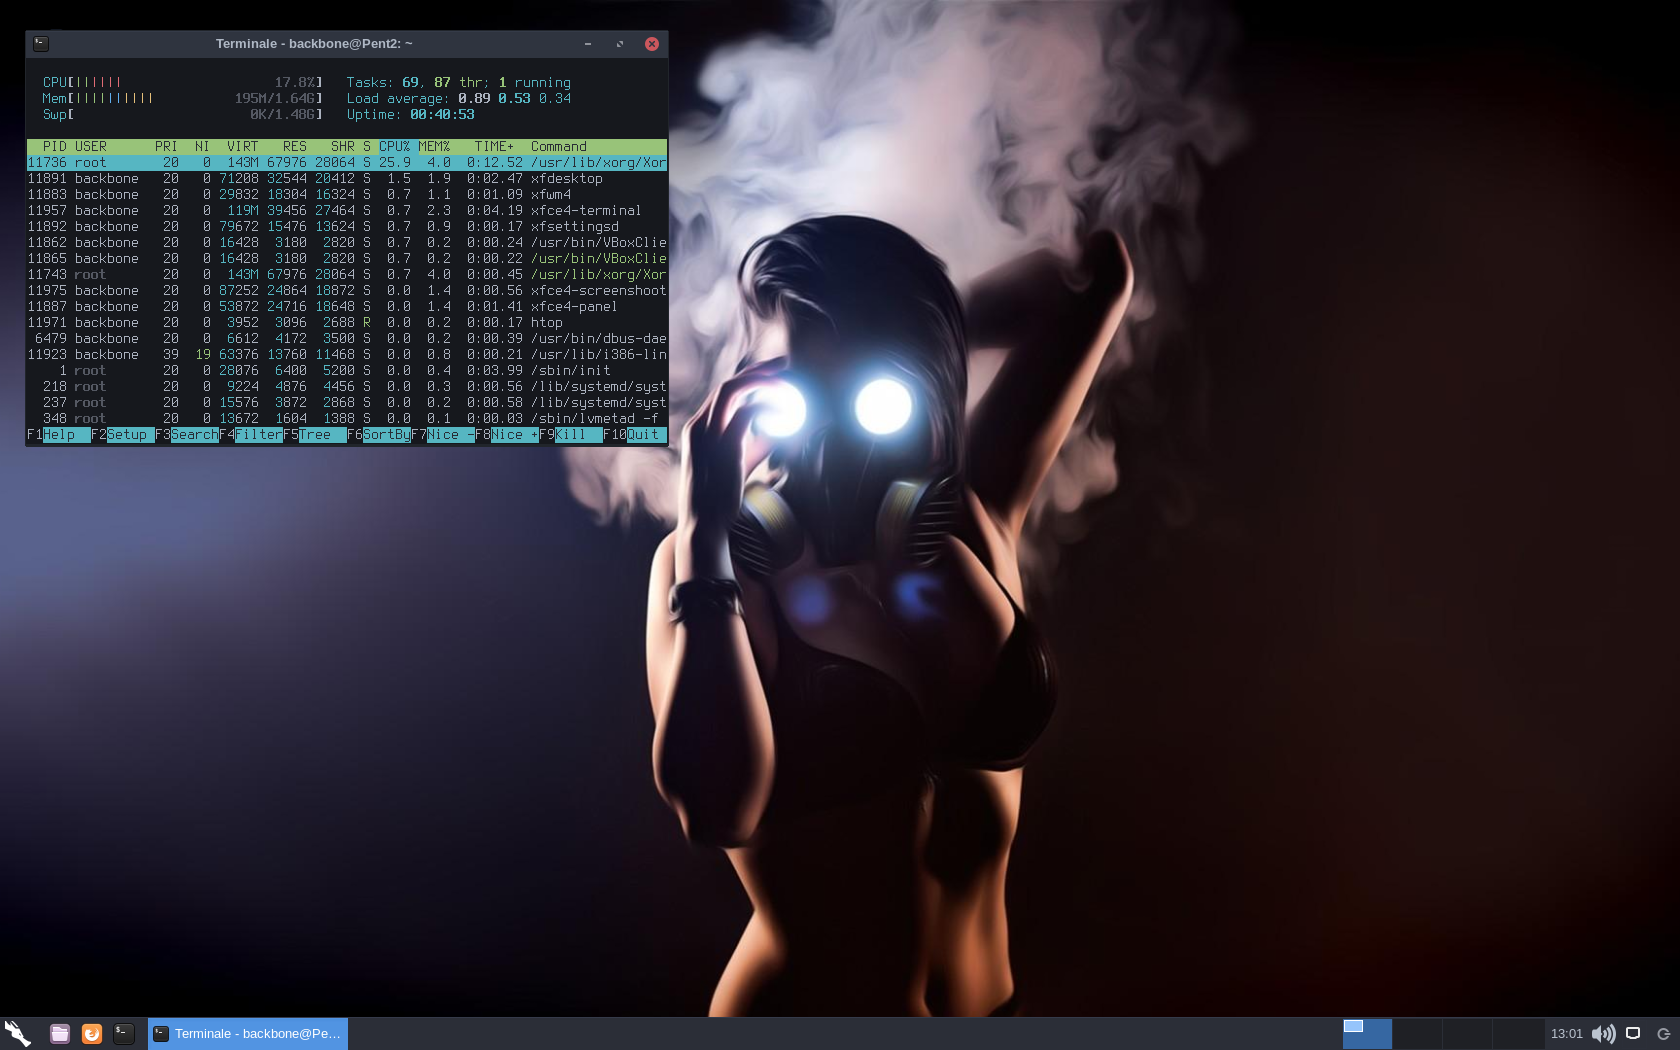 Terminale - backbone@Pent2: ~
CPU[|||||| 17.8%] Tasks: 69, 87 thr; 1 running
Mem[|||||||||| 195M/1.64G] Load average: 0.89 0.53 0.34
Swp[ 0K/1.48G] Uptime: 00:40:53
PID USER PRI NI VIRT RES SHR S CPU% MEM% TIME+ Command
11736 root 20 0 143M 67976 28064 S 25.9 4.0 0:12.52 /usr/lib/xorg/Xor
11891 backbone 20 0 71208 32544 20412 S 1.5 1.9 0:02.47 xfdesktop
11883 backbone 20 0 29832 18304 16324 S 0.7 1.1 0:01.09 xfwm4
11957 backbone 20 0 119M 39456 27464 S 0.7 2.3 0:04.19 xfce4-terminal
11892 backbone 20 0 79672 15476 13624 S 0.7 0.9 0:00.17 xfsettingsd
11862 backbone 20 0 16428 3180 2820 S 0.7 0.2 0:00.24 /usr/bin/VBoxClie
11865 backbone 20 0 16428 3180 2820 S 0.7 0.2 0:00.22 /usr/bin/VBoxClie
11743 root 20 0 143M 67976 28064 S 0.7 4.0 0:00.45 /usr/lib/xorg/Xor
11975 backbone 20 0 87252 24864 18872 S 0.0 1.4 0:00.56 xfce4-screenshoot
11887 backbone 20 0 53872 24716 18648 S 0.0 1.4 0:01.41 xfce4-panel
11971 backbone 20 0 3952 3096 2688 R 0.0 0.2 0:00.17 htop
6479 backbone 20 0 6612 4172 3500 S 0.0 0.2 0:00.39 /usr/bin/dbus-dae
11923 backbone 39 19 63376 13760 11468 S 0.0 0.8 0:00.21 /usr/lib/i386-lin
1 root 20 0 28076 6400 5200 S 0.0 0.4 0:03.99 /sbin/init
218 root 20 0 9224 4876 4456 S 0.0 0.3 0:00.56 /lib/systemd/syst
237 root 20 0 15576 3872 2868 S 0.0 0.2 0:00.58 /lib/systemd/syst
348 root 20 0 13672 1604 1388 S 0.0 0.1 0:00.03 /sbin/lvmetad -f
F1Help F2Setup F3SearchF4FilterF5Tree F6SortByF7Nice -F8Nice +F9Kill F10Quit
Terminale - backbone@Pe...
13:01